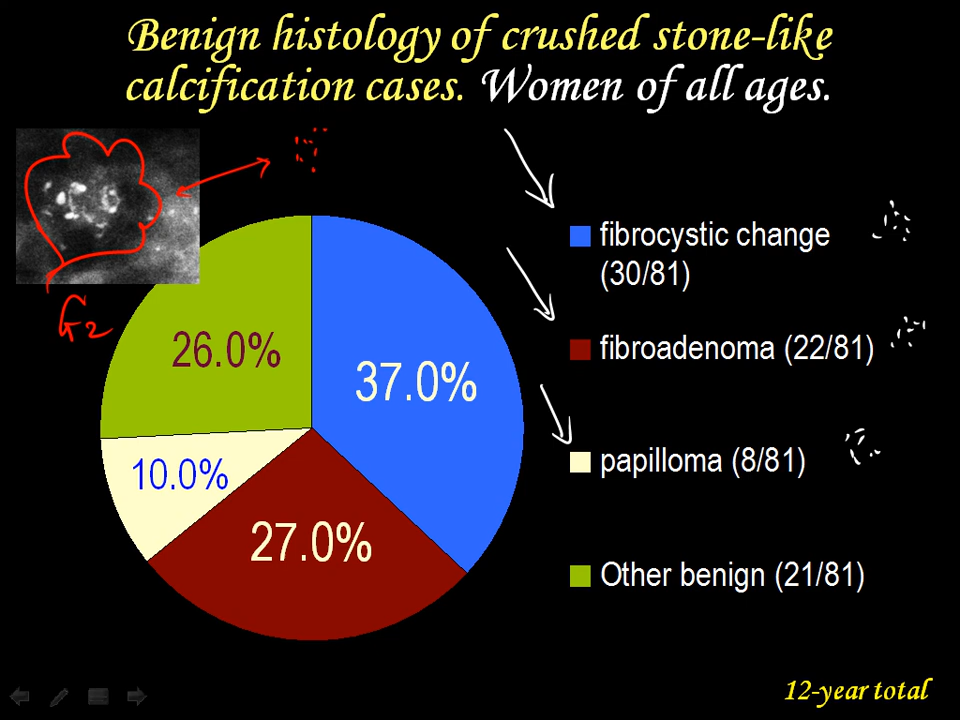 Benign histology of crushed stone-like
calcification cases. Women of all ages.
fibrocystic change
(30/81)
fibroadenoma (22/81)
papilloma (8/81)
Other benign (21/81)
26.0%
37.0%
10.0%
27.0%
12-year total